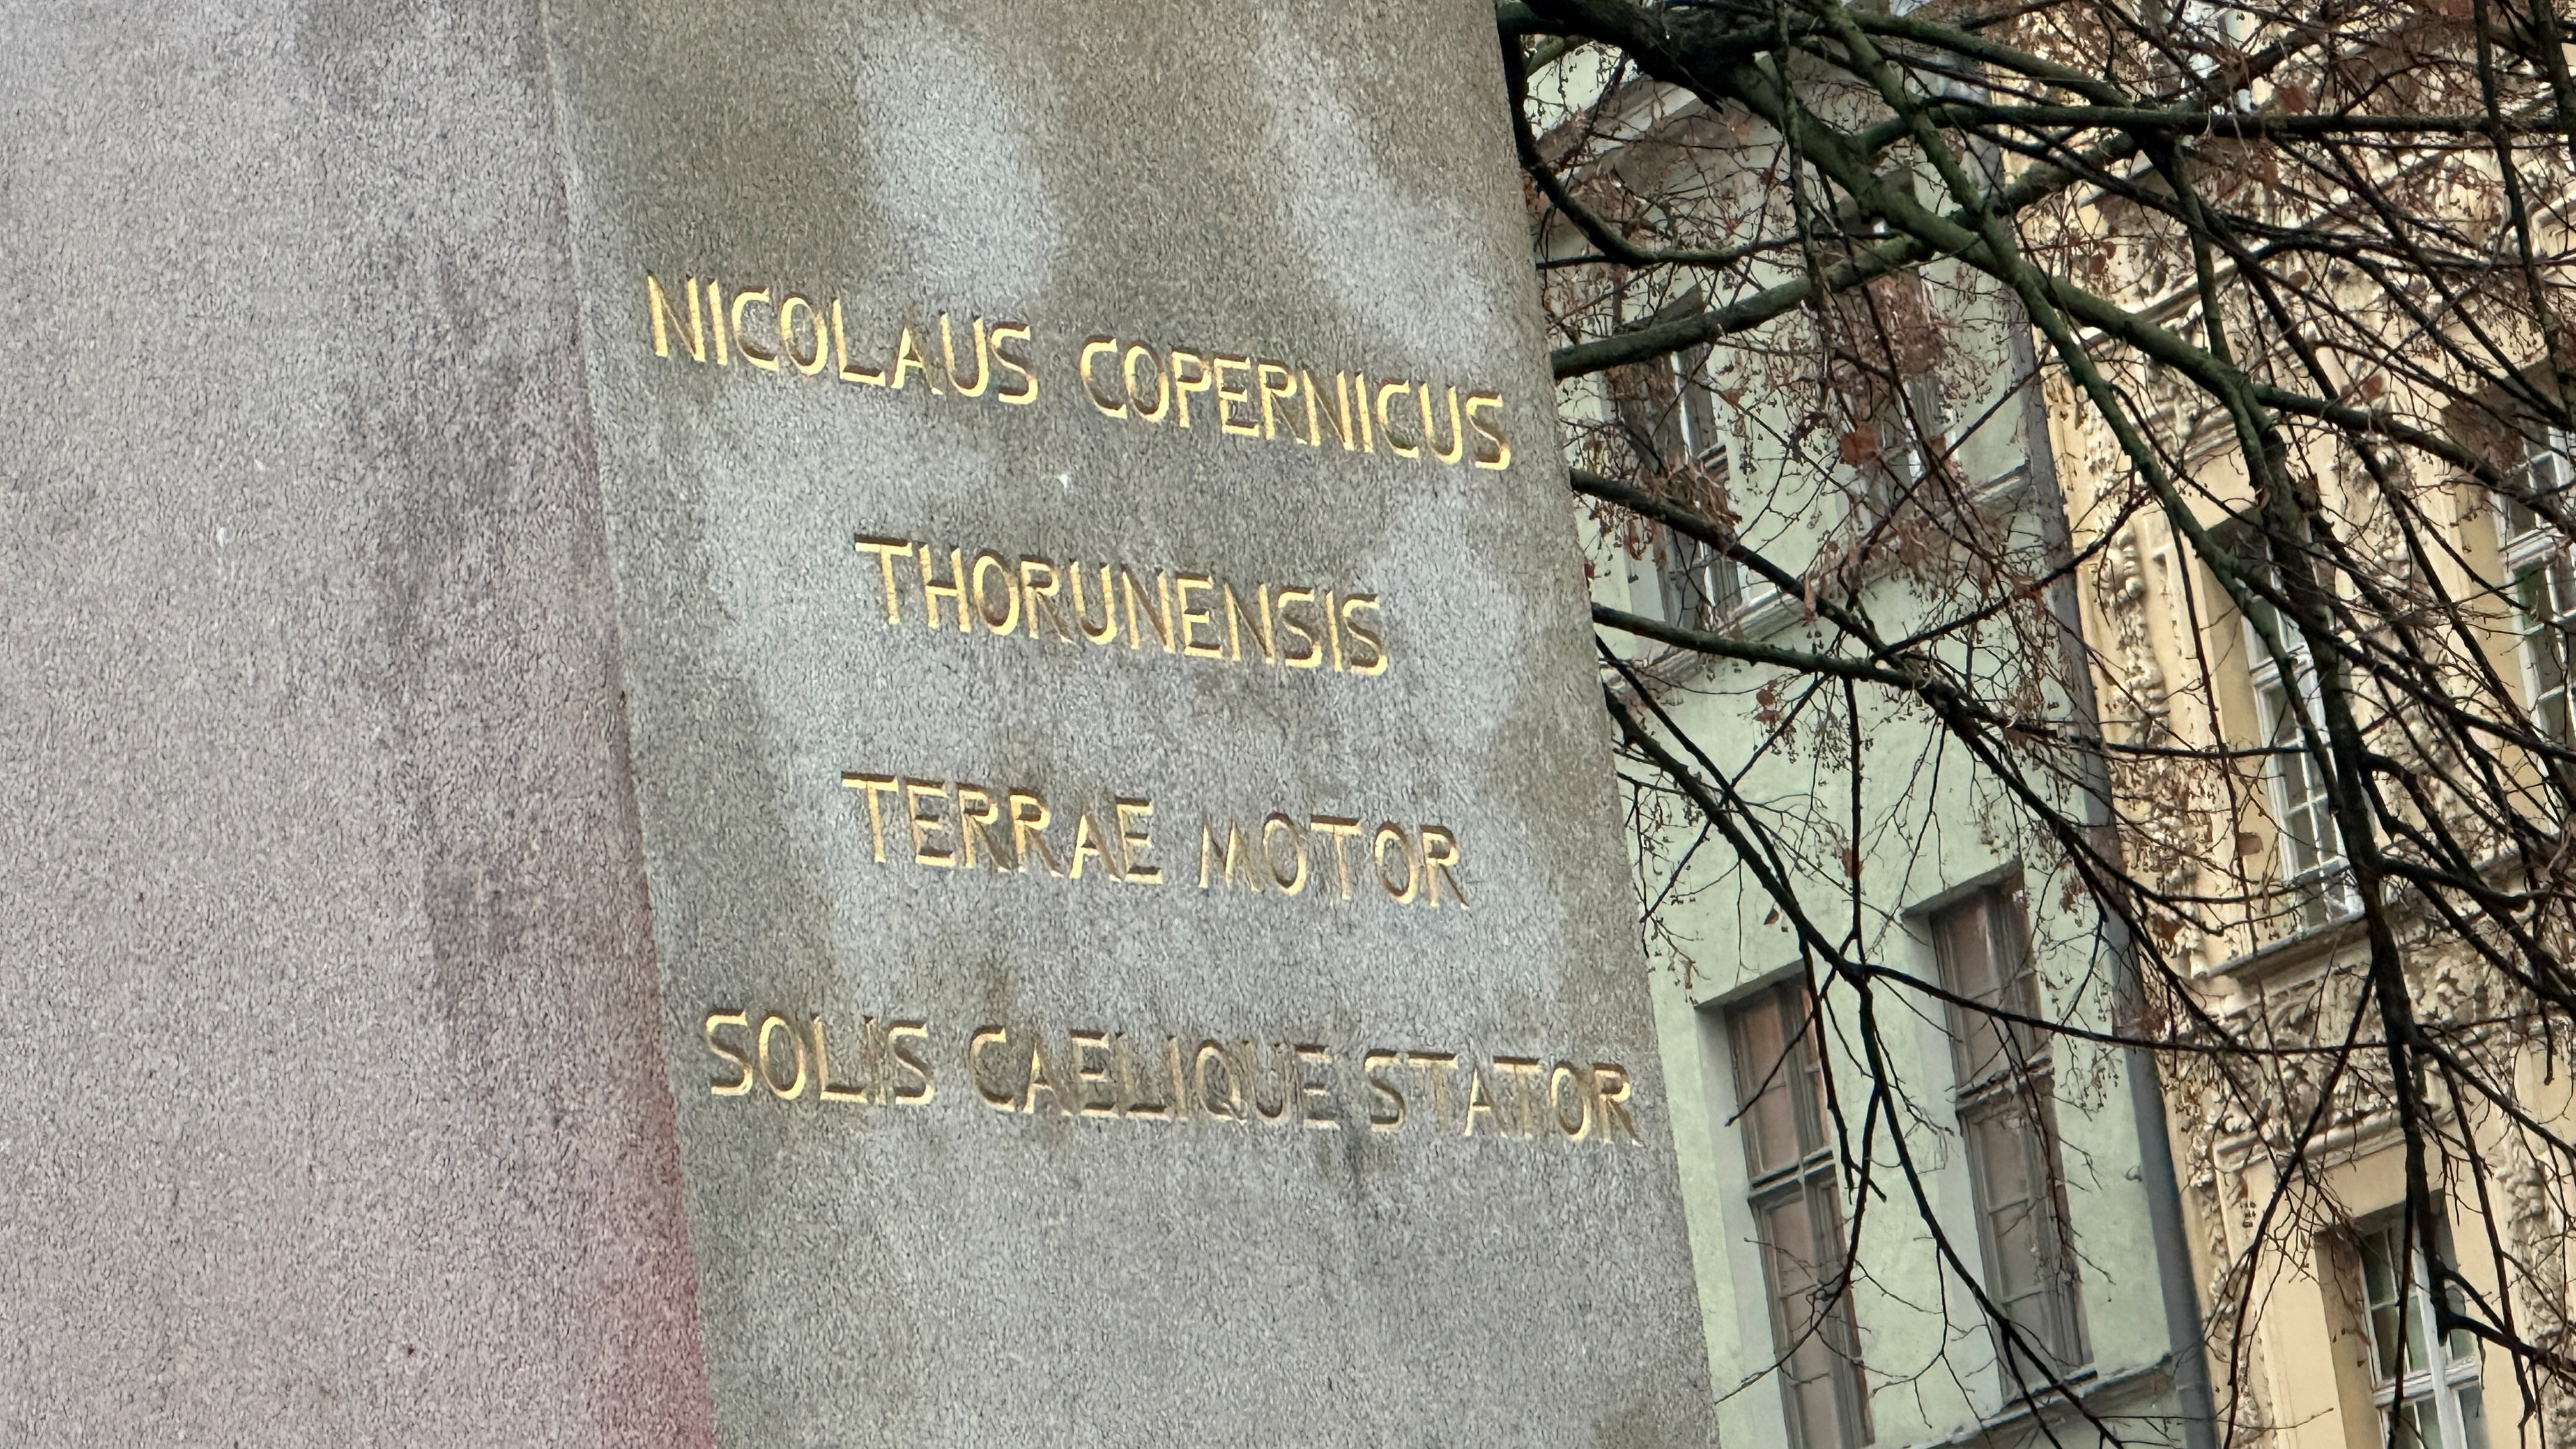 NICOLAUS COPERNICUS
THORUNENSIS
TERRAE MOTOR
SOLIS CAELIQUE STATOR